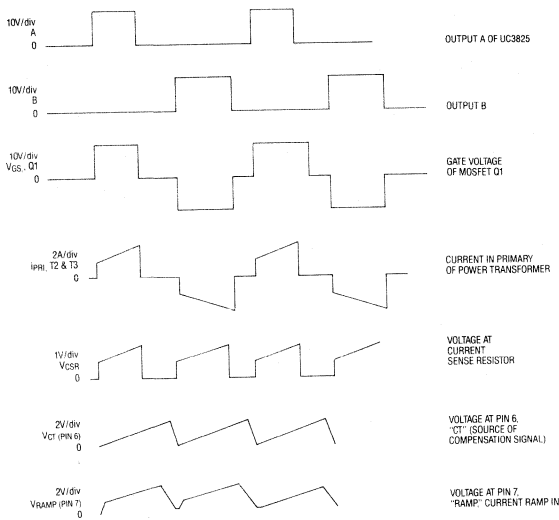 10V/div
A
0
OUTPUT A OF UC3825
10V/div
B
0
OUTPUT B
10V/div
VGS, Q1
0
GATE VOLTAGE
OF MOSFET Q1
2A/div
iPRI, T2 & T3
0
CURRENT IN PRIMARY
OF POWER TRANSFORMER
1V/div
VCSR
0
VOLTAGE AT
CURRENT
SENSE RESISTOR
2V/div
VCT (PIN 6)
0
VOLTAGE AT PIN 6,
"CT" (SOURCE OF
COMPENSATION SIGNAL)
2V/div
VRAMP (PIN 7)
0
VOLTAGE AT PIN 7,
"RAMP," CURRENT RAMP IN